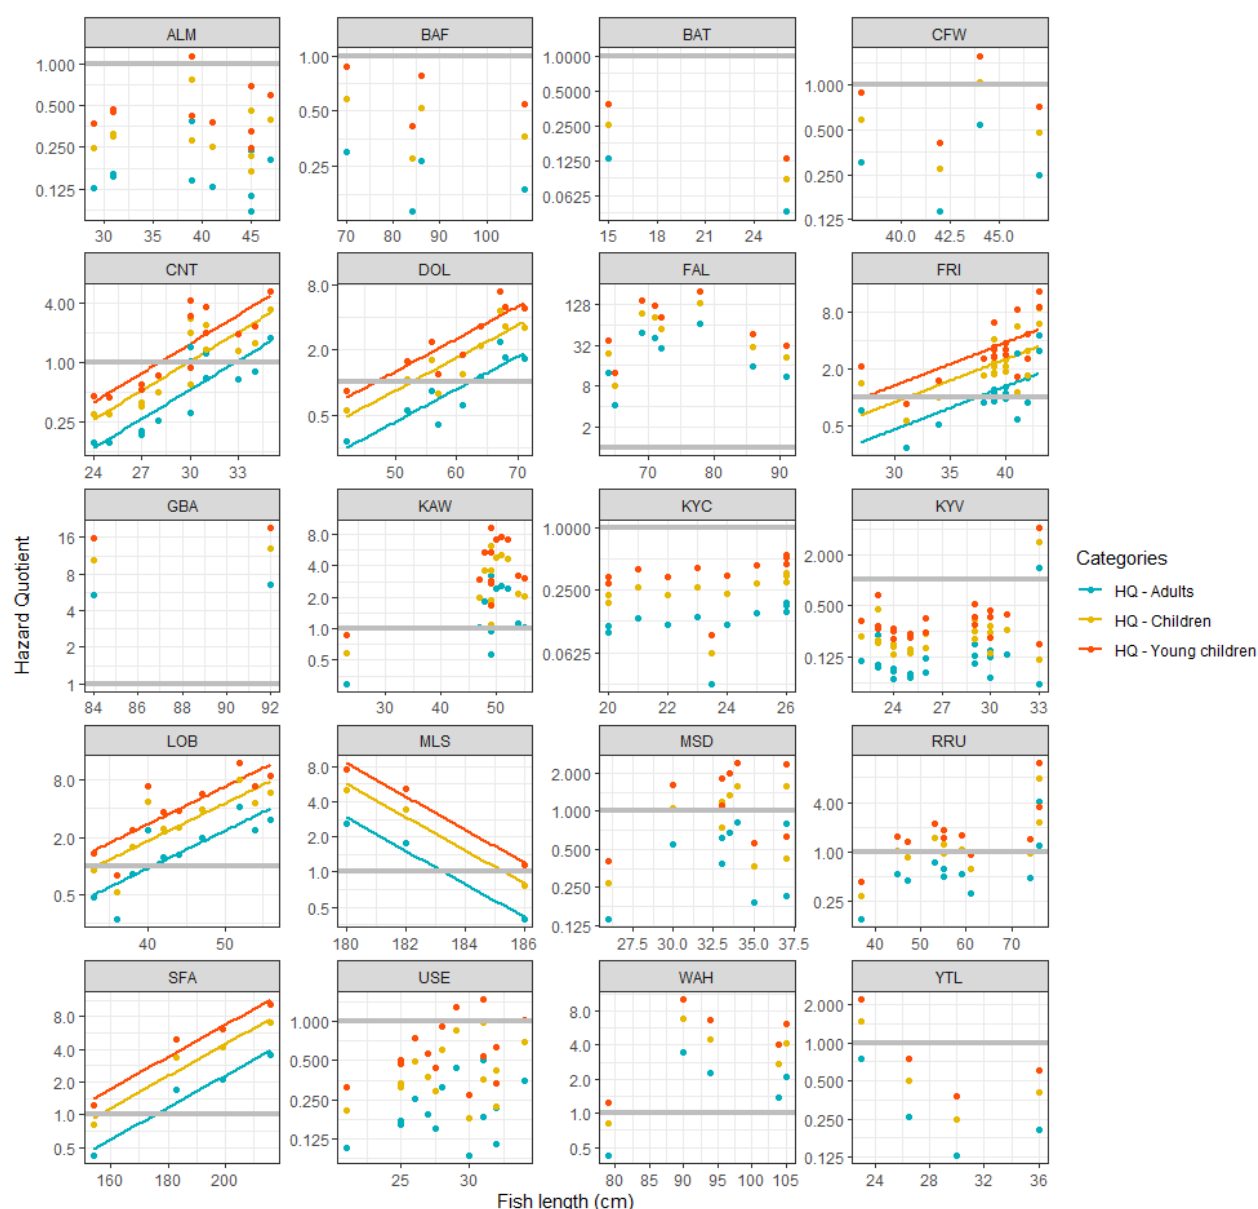 ALM BAF BAT CFW
1.000 0.500 0.250 0.125
30 35 40 45
1.00 0.50 0.25
70 80 90 100
1.0000 0.5000 0.2500 0.1250 0.0625
15 18 21 24
1.000 0.500 0.250 0.125
40.0 42.5 45.0
CNT DOL FAL FRI
4.00 1.00 0.25
24 27 30 33
8.0 2.0 0.5
50 60 70
128 32 8 2
70 80 90
8.0 2.0 0.5
30 35 40
GBA KAW KYC KYV
16 8 4 2 1
84 86 88 90 92
8.0 4.0 2.0 1.0 0.5
30 40 50
1.0000 0.2500 0.0625
20 22 24 26
2.000 0.500 0.125
24 27 30 33
LOB MLS MSD RRU
8.0 2.0 0.5
40 50
8.0 4.0 2.0 1.0 0.5
180 182 184 186
2.000 1.000 0.500 0.250 0.125
27.5 30.0 32.5 35.0 37.5
4.00 1.00 0.25
40 50 60 70
SFA USE WAH YTL
8.0 4.0 2.0 1.0 0.5
160 180 200
1.000 0.500 0.250 0.125
25 30
8.0 4.0 2.0 1.0 0.5
80 85 90 95 100 105
2.000 1.000 0.500 0.250 0.125
24 27 30 33 36
Hazard Quotient
Fish length (cm)
Categories
HQ - Adults
HQ - Children
HQ - Young children